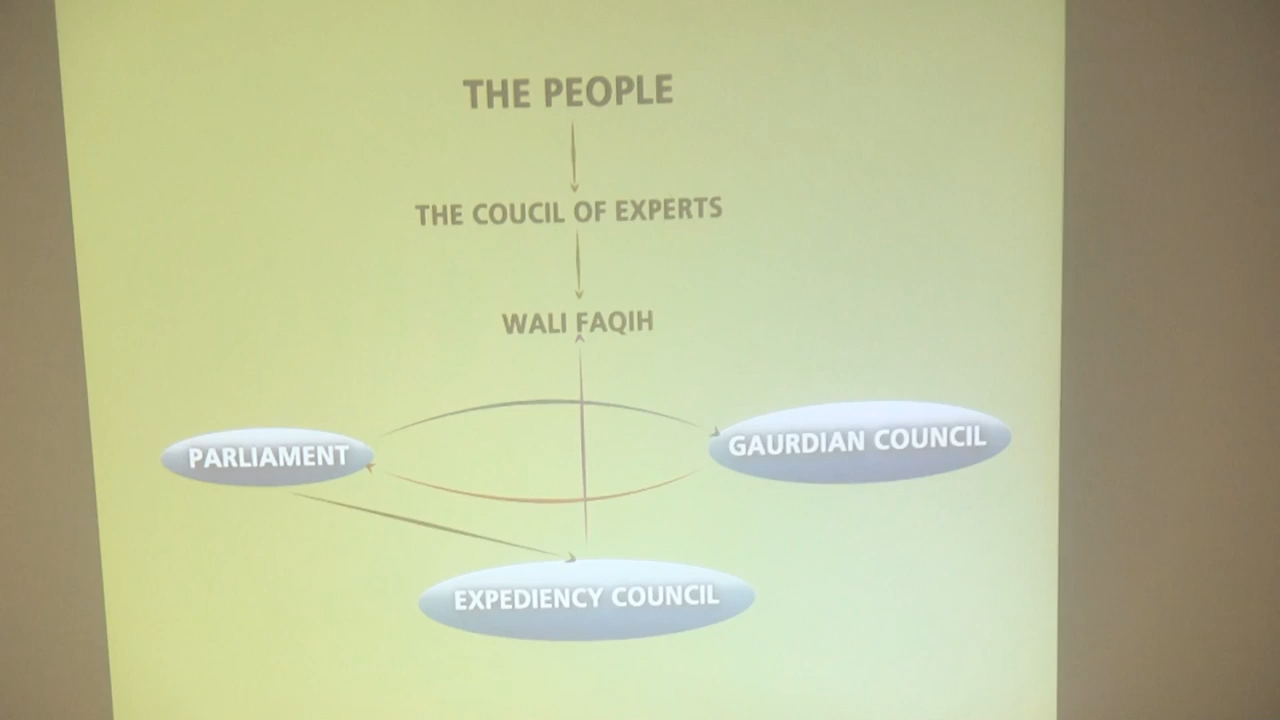 THE PEOPLE
THE COUCIL OF EXPERTS
WALI FAQIH
PARLIAMENT
GAURDIAN COUNCIL
EXPEDIENCY COUNCIL